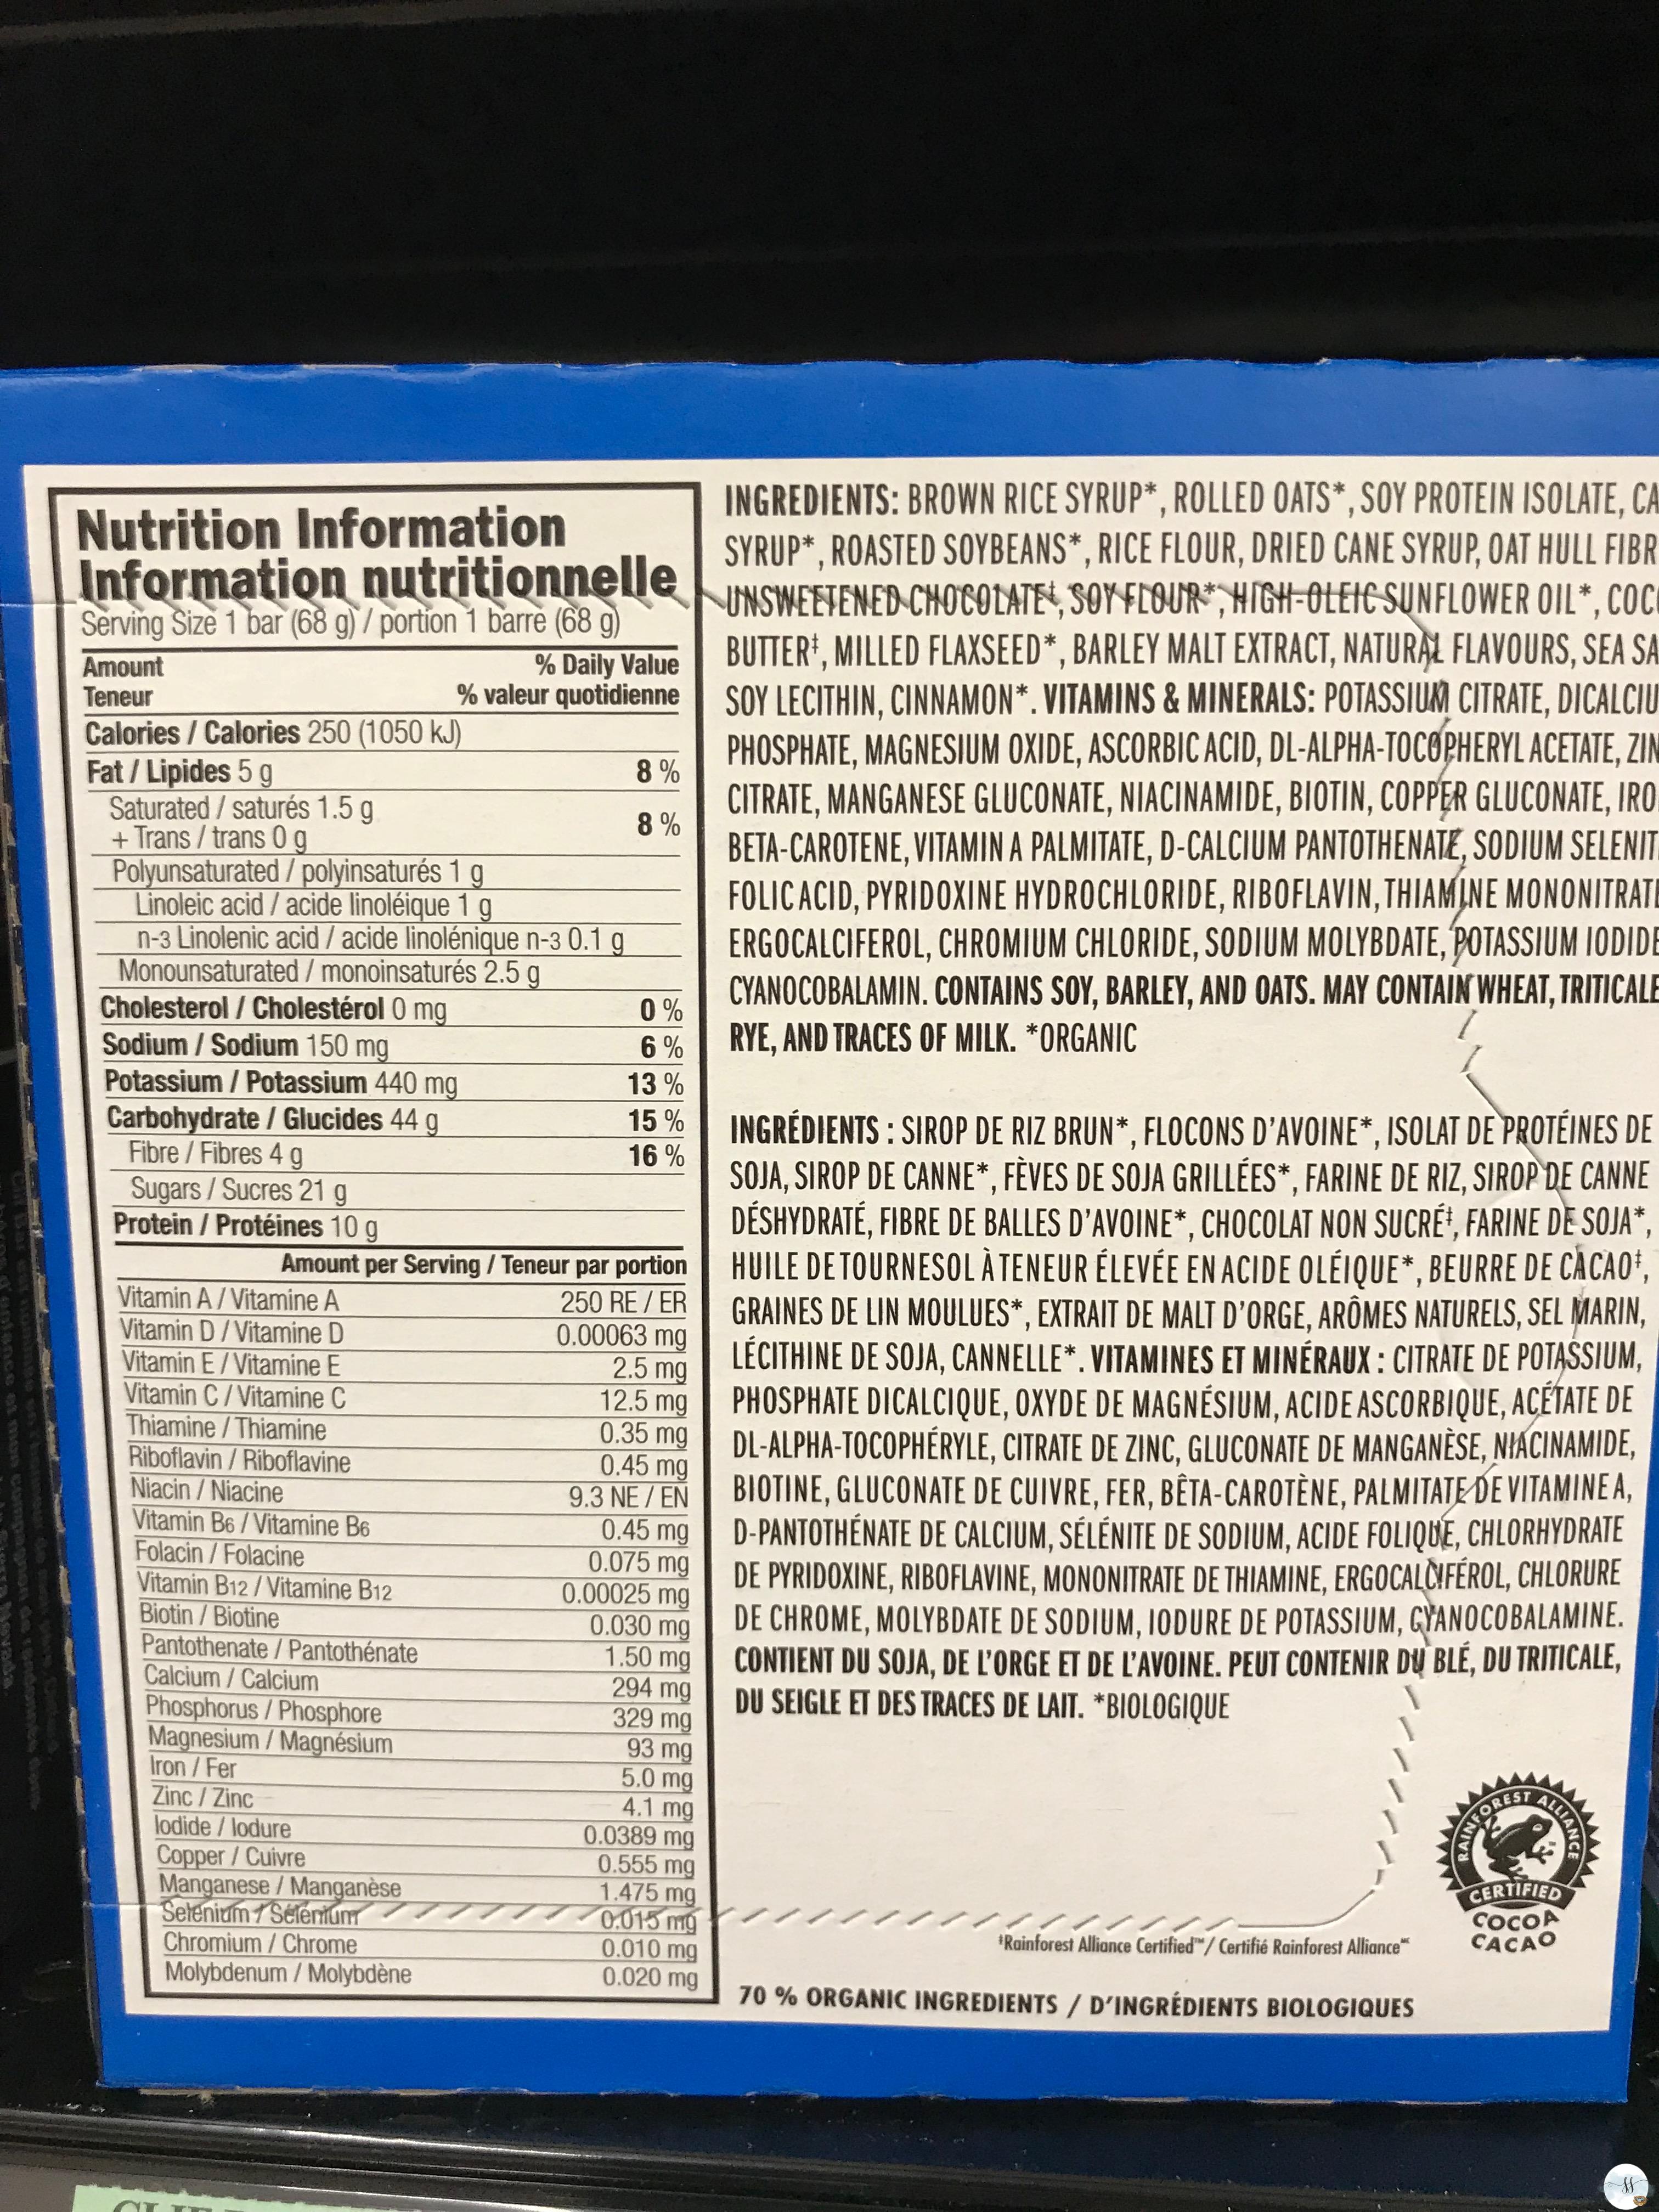 Nutrition Information
Information nutritionnelle
Serving Size 1 bar (68 g) / portion 1 barre (68 g)
Amount % Daily Value
Teneur % valeur quotidienne
Calories / Calories 250 (1050 kJ)
Fat / Lipides 5 g 8 %
Saturated / saturés 1.5 g
+ Trans / trans 0 g 8 %
Polyunsaturated / polyinsaturés 1 g
Linoleic acid / acide linoléique 1 g
n-3 Linolenic acid / acide linolénique n-3 0.1 g
Monounsaturated / monoinsaturés 2.5 g
Cholesterol / Cholestérol 0 mg 0 %
Sodium / Sodium 150 mg 6 %
Potassium / Potassium 440 mg 13 %
Carbohydrate / Glucides 44 g 15 %
Fibre / Fibres 4 g 16 %
Sugars / Sucres 21 g
Protein / Protéines 10 g
Amount per Serving / Teneur par portion
Vitamin A / Vitamine A 250 RE / ER
Vitamin D / Vitamine D 0.00063 mg
Vitamin E / Vitamine E 2.5 mg
Vitamin C / Vitamine C 12.5 mg
Thiamine / Thiamine 0.35 mg
Riboflavin / Riboflavine 0.45 mg
Niacin / Niacine 9.3 NE / EN
Vitamin B6 / Vitamine B6 0.45 mg
Folacin / Folacine 0.075 mg
Vitamin B12 / Vitamine B12 0.00025 mg
Biotin / Biotine 0.030 mg
Pantothenate / Pantothénate 1.50 mg
Calcium / Calcium 294 mg
Phosphorus / Phosphore 329 mg
Magnesium / Magnésium 93 mg
Iron / Fer 5.0 mg
Zinc / Zinc 4.1 mg
Iodide / Iodure 0.0389 mg
Copper / Cuivre 0.555 mg
Manganese / Manganèse 1.475 mg
Selenium / Sélénium 0.015 mg
Chromium / Chrome 0.010 mg
Molybdenum / Molybdène 0.020 mg
INGREDIENTS: BROWN RICE SYRUP*, ROLLED OATS*, SOY PROTEIN ISOLATE, CA
SYRUP*, ROASTED SOYBEANS*, RICE FLOUR, DRIED CANE SYRUP, OAT HULL FIBR
UNSWEETENED CHOCOLATE‡, SOY FLOUR*, HIGH-OLEIC SUNFLOWER OIL*, COC
BUTTER‡, MILLED FLAXSEED*, BARLEY MALT EXTRACT, NATURAL FLAVOURS, SEA SA
SOY LECITHIN, CINNAMON*. VITAMINS & MINERALS: POTASSIUM CITRATE, DICALCIU
PHOSPHATE, MAGNESIUM OXIDE, ASCORBIC ACID, DL-ALPHA-TOCOPHERYL ACETATE, ZIN
CITRATE, MANGANESE GLUCONATE, NIACINAMIDE, BIOTIN, COPPER GLUCONATE, IRO
BETA-CAROTENE, VITAMIN A PALMITATE, D-CALCIUM PANTOTHENATE, SODIUM SELENIT
FOLIC ACID, PYRIDOXINE HYDROCHLORIDE, RIBOFLAVIN, THIAMINE MONONITRATE
ERGOCALCIFEROL, CHROMIUM CHLORIDE, SODIUM MOLYBDATE, POTASSIUM IODIDE
CYANOCOBALAMIN. CONTAINS SOY, BARLEY, AND OATS. MAY CONTAIN WHEAT, TRITICALE
RYE, AND TRACES OF MILK. *ORGANIC
INGRÉDIENTS : SIROP DE RIZ BRUN*, FLOCONS D'AVOINE*, ISOLAT DE PROTÉINES DE
SOJA, SIROP DE CANNE*, FÈVES DE SOJA GRILLÉES*, FARINE DE RIZ, SIROP DE CANNE
DÉSHYDRATÉ, FIBRE DE BALLES D'AVOINE*, CHOCOLAT NON SUCRÉ‡, FARINE DE SOJA*,
HUILE DE TOURNESOL À TENEUR ÉLEVÉE EN ACIDE OLÉIQUE*, BEURRE DE CACAO‡,
GRAINES DE LIN MOULUES*, EXTRAIT DE MALT D'ORGE, ARÔMES NATURELS, SEL MARIN,
LÉCITHINE DE SOJA, CANNELLE*. VITAMINES ET MINÉRAUX : CITRATE DE POTASSIUM,
PHOSPHATE DICALCIQUE, OXYDE DE MAGNÉSIUM, ACIDE ASCORBIQUE, ACÉTATE DE
DL-ALPHA-TOCOPHÉRYLE, CITRATE DE ZINC, GLUCONATE DE MANGANÈSE, NIACINAMIDE,
BIOTINE, GLUCONATE DE CUIVRE, FER, BÊTA-CAROTÈNE, PALMITATE DE VITAMINE A,
D-PANTOTHÉNATE DE CALCIUM, SÉLÉNITE DE SODIUM, ACIDE FOLIQUE, CHLORHYDRATE
DE PYRIDOXINE, RIBOFLAVINE, MONONITRATE DE THIAMINE, ERGOCALCIFÉROL, CHLORURE
DE CHROME, MOLYBDATE DE SODIUM, IODURE DE POTASSIUM, CYANOCOBALAMINE.
CONTIENT DU SOJA, DE L'ORGE ET DE L'AVOINE. PEUT CONTENIR DU BLÉ, DU TRITICALE,
DU SEIGLE ET DES TRACES DE LAIT. *BIOLOGIQUE
RAINFOREST ALLIANCE
CERTIFIED
COCOA
CACAO
‡Rainforest Alliance Certified™/ Certifié Rainforest Alliance MC
70 % ORGANIC INGREDIENTS / D'INGRÉDIENTS BIOLOGIQUES